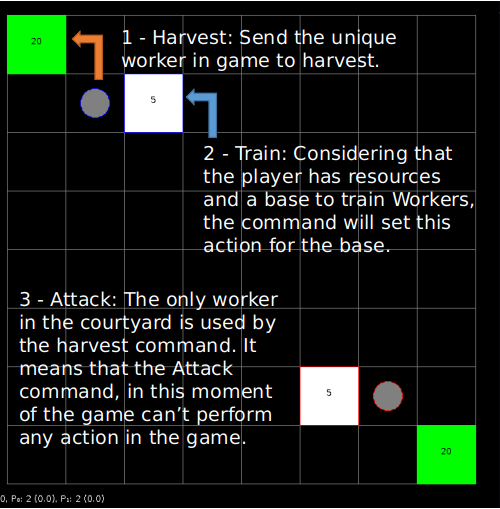 20
1 - Harvest: Send the unique
worker in game to harvest.
5
2 - Train: Considering that
the player has resources
and a base to train Workers,
the command will set this
action for the base.
3 - Attack: The only worker
in the courtyard is used by
the harvest command. It
means that the Attack
command, in this moment
of the game can’t perform
any action in the game.
5
20
0, P₀: 2 (0.0), P₁: 2 (0.0)